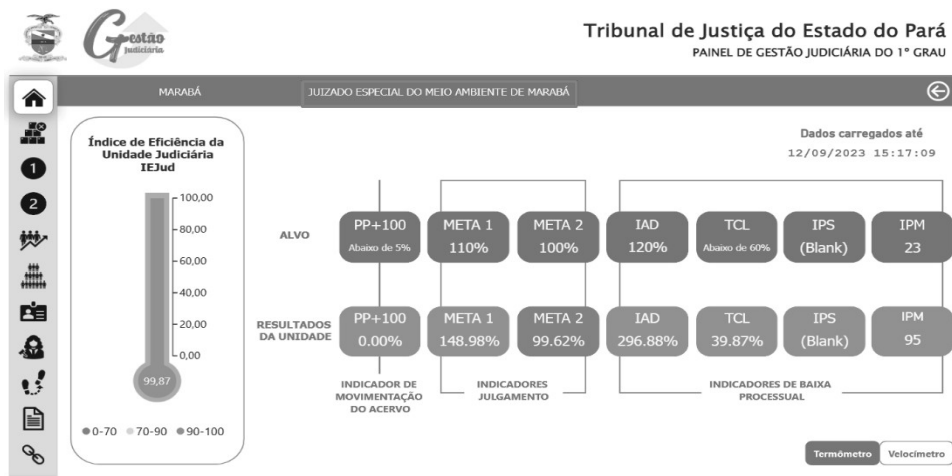 Gestão
Judiciária
Tribunal de Justiça do Estado do Pará
PAINEL DE GESTÃO JUDICIÁRIA DO 1º GRAU
MARABÁ
JUIZADO ESPECIAL DO MEIO AMBIENTE DE MARABÁ
Índice de Eficiência da
Unidade Judiciária
IEJud
100,00
80,00
60,00
40,00
20,00
0,00
99,87
0-70 70-90 90-100
1
2
Dados carregados até
12/09/2023 15:17:09
ALVO
PP+100
Abaixo de 5%
META 1
110%
META 2
100%
IAD
120%
TCL
Abaixo de 60%
IPS
(Blank)
IPM
23
RESULTADOS
DA UNIDADE
PP+100
0.00%
META 1
148.98%
META 2
99.62%
IAD
296.88%
TCL
39.87%
IPS
(Blank)
IPM
95
INDICADOR DE
MOVIMENTAÇÃO
DO ACERVO
INDICADORES
JULGAMENTO
INDICADORES DE BAIXA
PROCESSUAL
Termômetro
Velocímetro